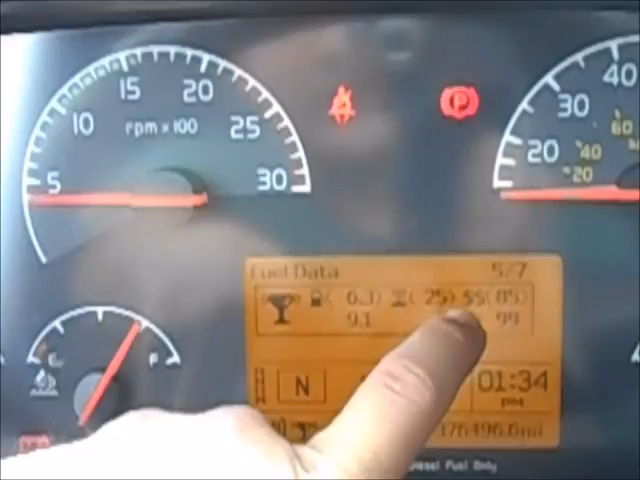 15 20
10 rpm x 100 25
5 30
P
40
30
20
60
40
20
F
Fuel Data 5/7
( 6.3) ( 25) $$(85)
9.1 99
N
01:34
PM
176496.6mi
Diesel Fuel Only